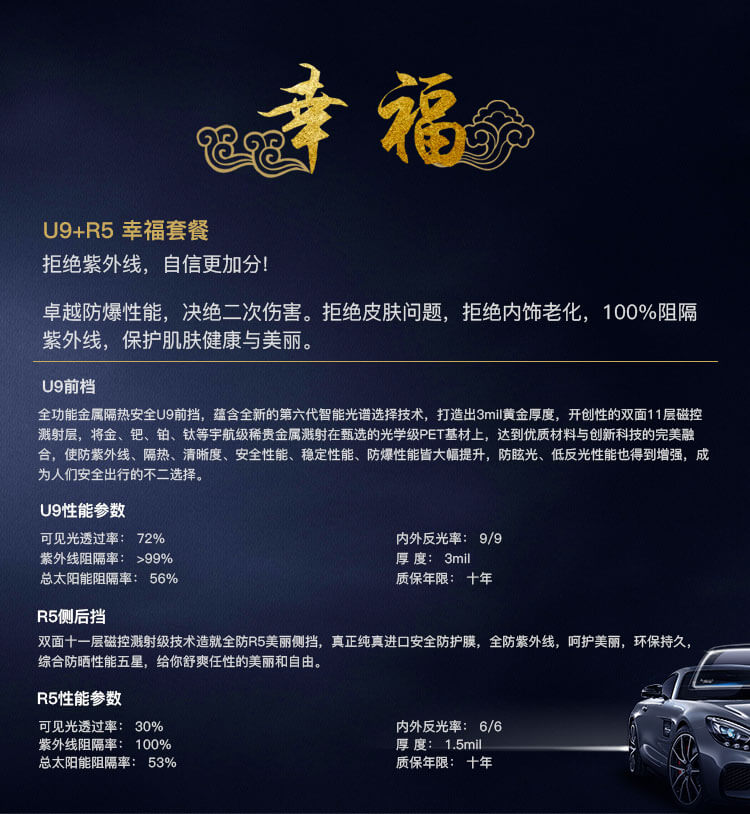 幸福
U9+R5 幸福套餐
拒绝紫外线，自信更加分!
卓越防爆性能，决绝二次伤害。拒绝皮肤问题，拒绝内饰老化，100%阻隔
紫外线，保护肌肤健康与美丽。
U9前档
全功能金属隔热安全U9前挡，蕴含全新的第六代智能光谱选择技术，打造出3mil黄金厚度，开创性的双面11层磁控
溅射层，将金、钯、铂、钛等宇航级稀贵金属溅射在甄选的光学级PET基材上，达到优质材料与创新科技的完美融
合，使防紫外线、隔热、清晰度、安全性能、稳定性能、防爆性能皆大幅提升，防眩光、低反光性能也得到增强，成
为人们安全出行的不二选择。
U9性能参数
可见光透过率： 72% 内外反光率： 9/9
紫外线阻隔率： >99% 厚 度： 3mil
总太阳能阻隔率： 56% 质保年限： 十年
R5侧后挡
双面十一层磁控溅射级技术造就全防R5美丽侧挡，真正纯真进口安全防护膜，全防紫外线，呵护美丽，环保持久，
综合防晒性能五星，给你舒爽任性的美丽和自由。
R5性能参数
可见光透过率： 30% 内外反光率： 6/6
紫外线阻隔率： 100% 厚 度： 1.5mil
总太阳能阻隔率： 53% 质保年限： 十年